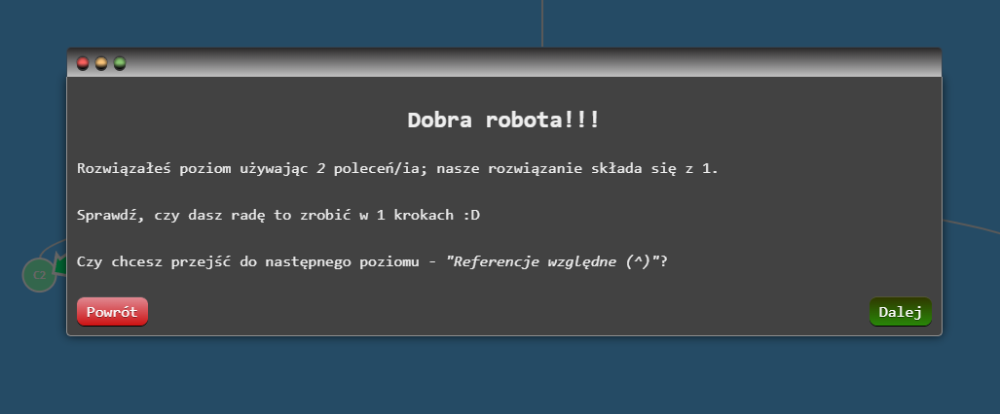 Dobra robota!!!
Rozwiązałeś poziom używając 2 poleceń/ia; nasze rozwiązanie składa się z 1.
Sprawdź, czy dasz radę to zrobić w 1 krokach :D
Czy chcesz przejść do następnego poziomu - "Referencje względne (^)"?
C2
Powrót
Dalej